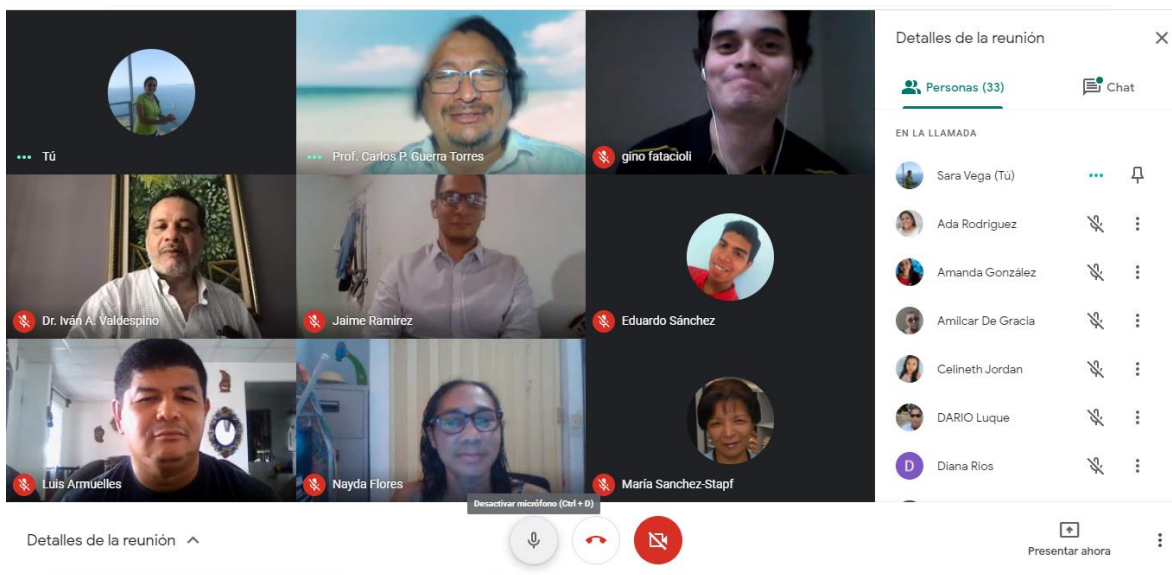 Tú
Prof. Carlos P. Guerra Torres
gino fatacioli
Dr. Iván A. Valdespino
Jaime Ramirez
Eduardo Sánchez
Luis Armuelles
Nayda Flores
María Sanchez-Stapf
Desactivar micrófono (Ctrl + D)
Detalles de la reunión
Detalles de la reunión
Personas (33)
Chat
EN LA LLAMADA
Sara Vega (Tú)
Ada Rodriguez
Amanda González
Amilcar De Gracia
Celineth Jordan
DARIO Luque
D
Diana Rios
Presentar ahora